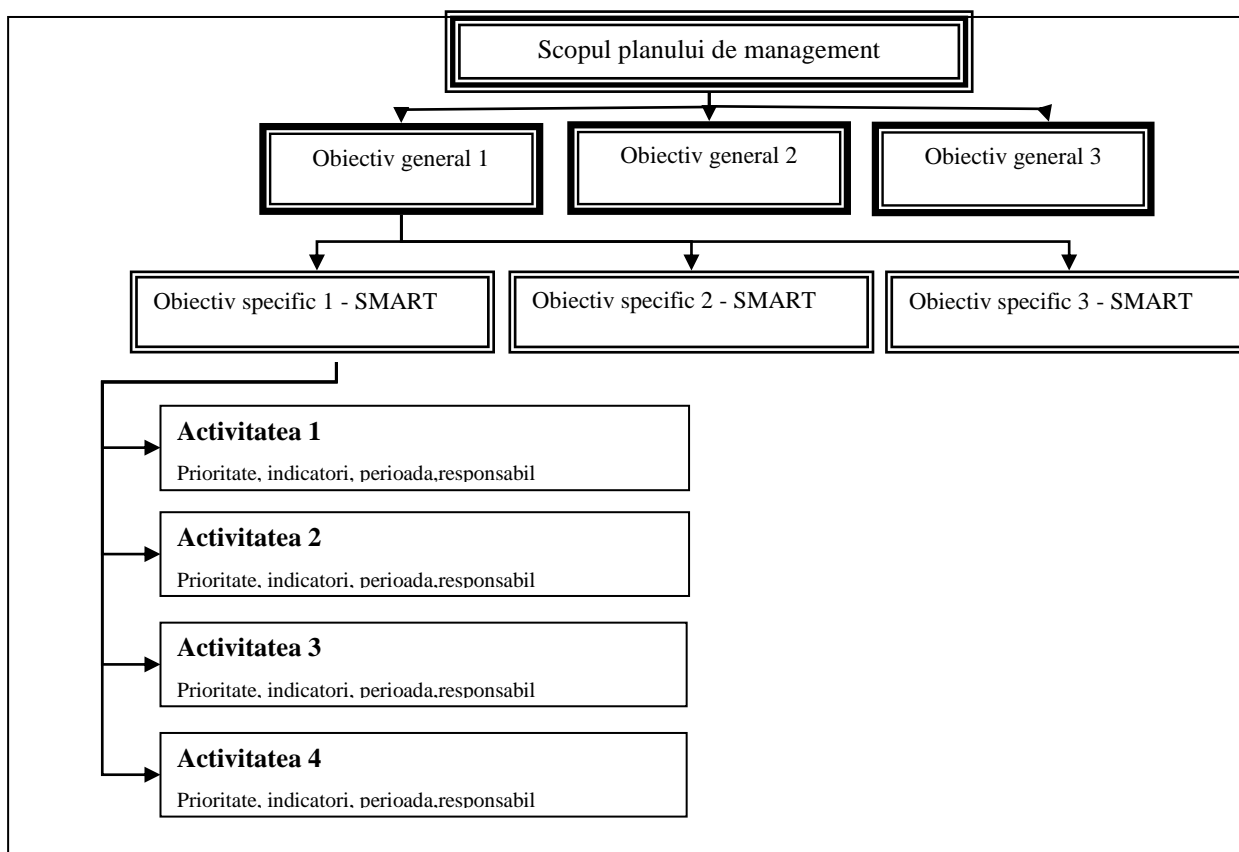 Scopul planului de management
Obiectiv general 1
Obiectiv general 2
Obiectiv general 3
Obiectiv specific 1 - SMART
Obiectiv specific 2 - SMART
Obiectiv specific 3 - SMART
Activitatea 1
Prioritate, indicatori, perioada,responsabil
Activitatea 2
Prioritate, indicatori, perioada,responsabil
Activitatea 3
Prioritate, indicatori, perioada,responsabil
Activitatea 4
Prioritate, indicatori, perioada,responsabil